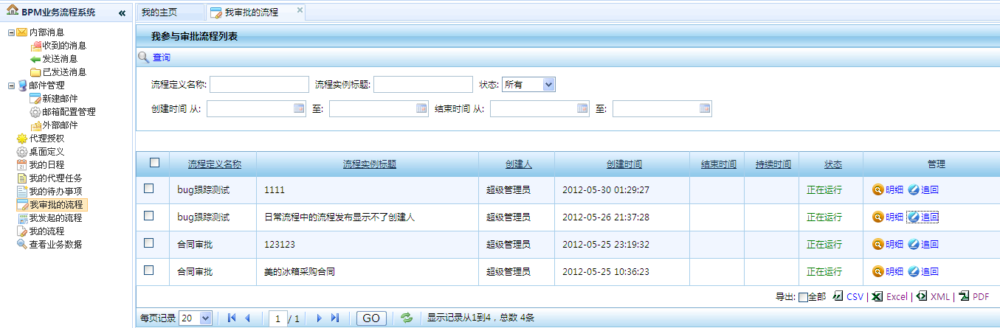 BPM业务流程系统 «
内部消息
收到的消息
发送消息
已发送消息
邮件管理
新建邮件
邮箱配置管理
外部邮件
代理授权
桌面定义
我的日程
我的代理任务
我的待办事项
我审批的流程
我发起的流程
我的流程
查看业务数据
我的主页 我审批的流程
我参与审批流程列表
查询
流程定义名称: 流程实例标题: 状态: 所有
创建时间 从: 至: 结束时间 从: 至:
流程定义名称 流程实例标题 创建人 创建时间 结束时间 持续时间 状态 管理
bug跟踪测试 1111 超级管理员 2012-05-30 01:29:27 正在运行 明细 追回
bug跟踪测试 日常流程中的流程发布显示不了创建人 超级管理员 2012-05-26 21:37:28 正在运行 明细 追回
合同审批 123123 超级管理员 2012-05-25 23:19:32 正在运行 明细 追回
合同审批 美的冰箱采购合同 超级管理员 2012-05-25 10:36:23 正在运行 明细 追回
导出: 全部 CSV | Excel | XML | PDF
每页记录 20 1 / 1 GO 显示记录从1到4，总数 4条